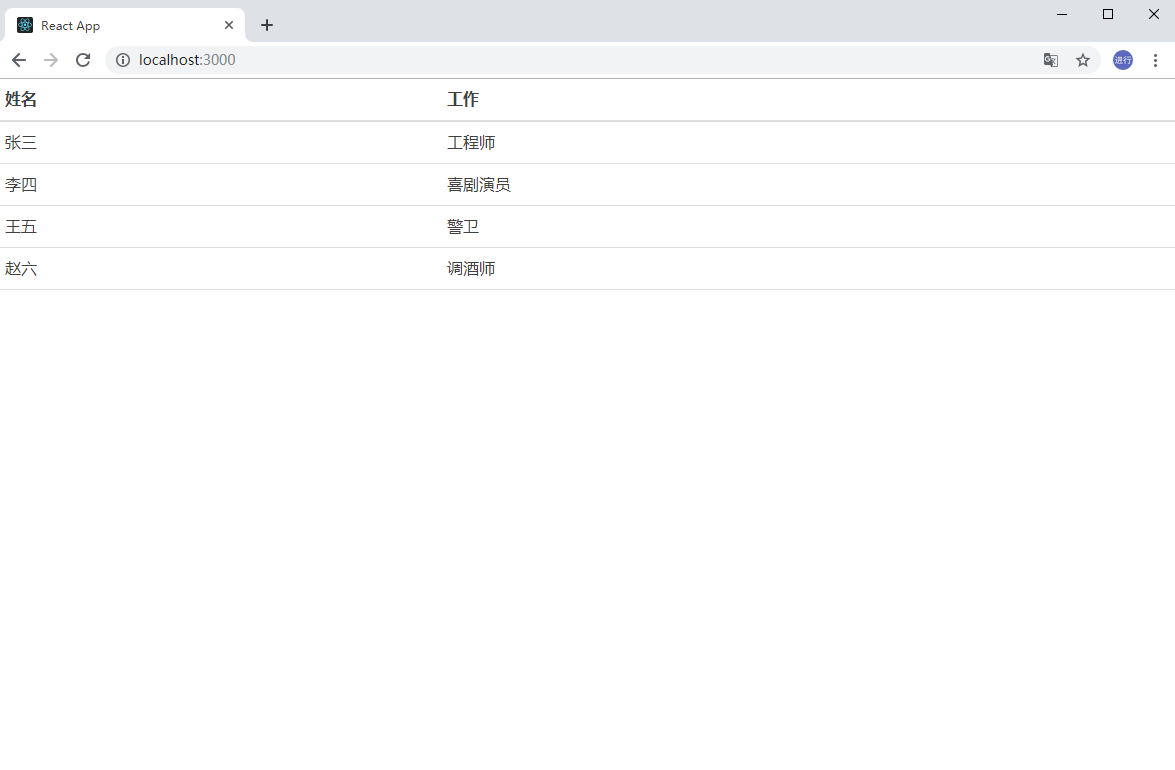 React App
localhost:3000
进行
姓名 工作
张三 工程师
李四 喜剧演员
王五 警卫
赵六 调酒师